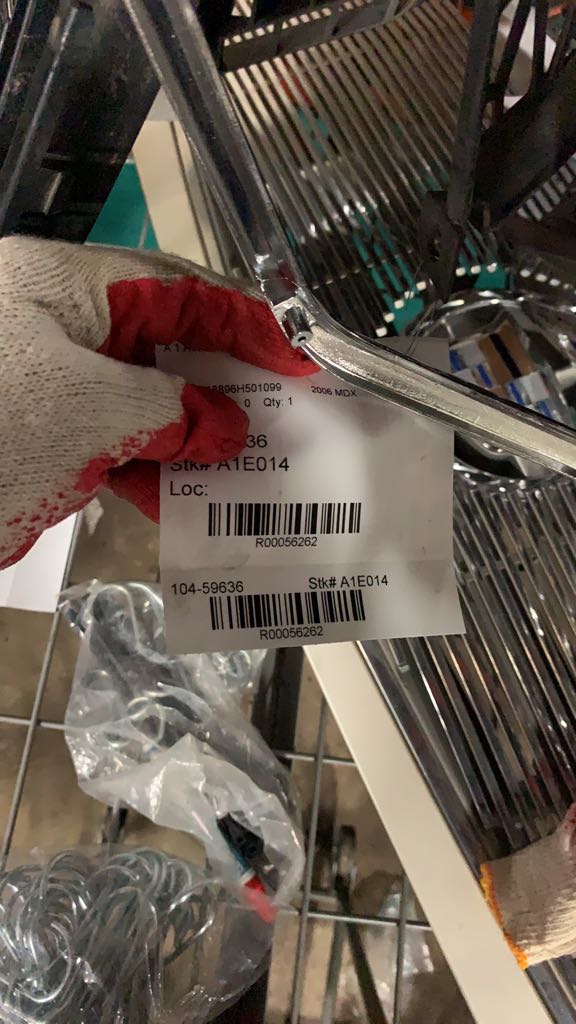 8896H501099 2006 MDX
0 Qty: 1
36
Stk# A1E014
Loc:
R00056262
104-59636 Stk# A1E014
R00056262